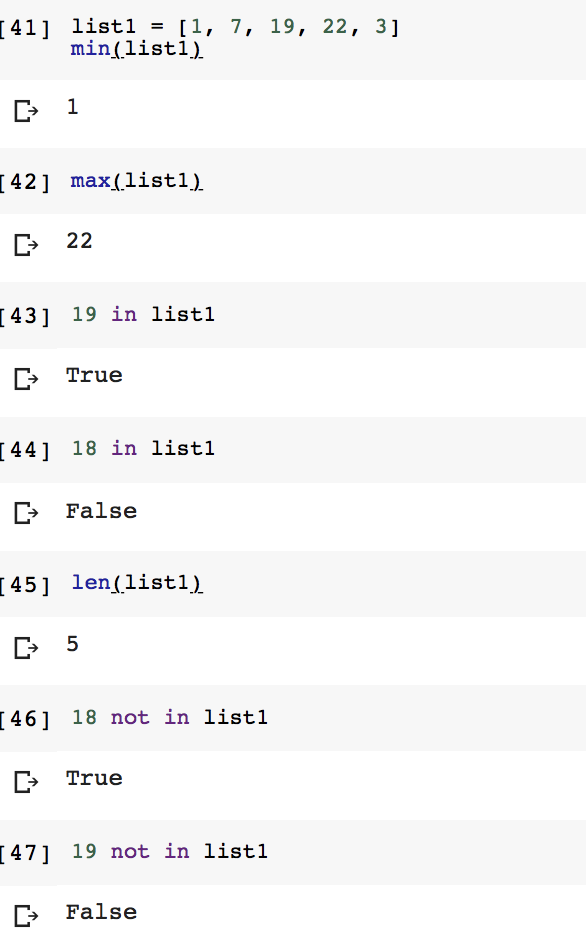 [41] list1 = [1, 7, 19, 22, 3]
min(list1)
1
[42] max(list1)
22
[43] 19 in list1
True
[44] 18 in list1
False
[45] len(list1)
5
[46] 18 not in list1
True
[47] 19 not in list1
False